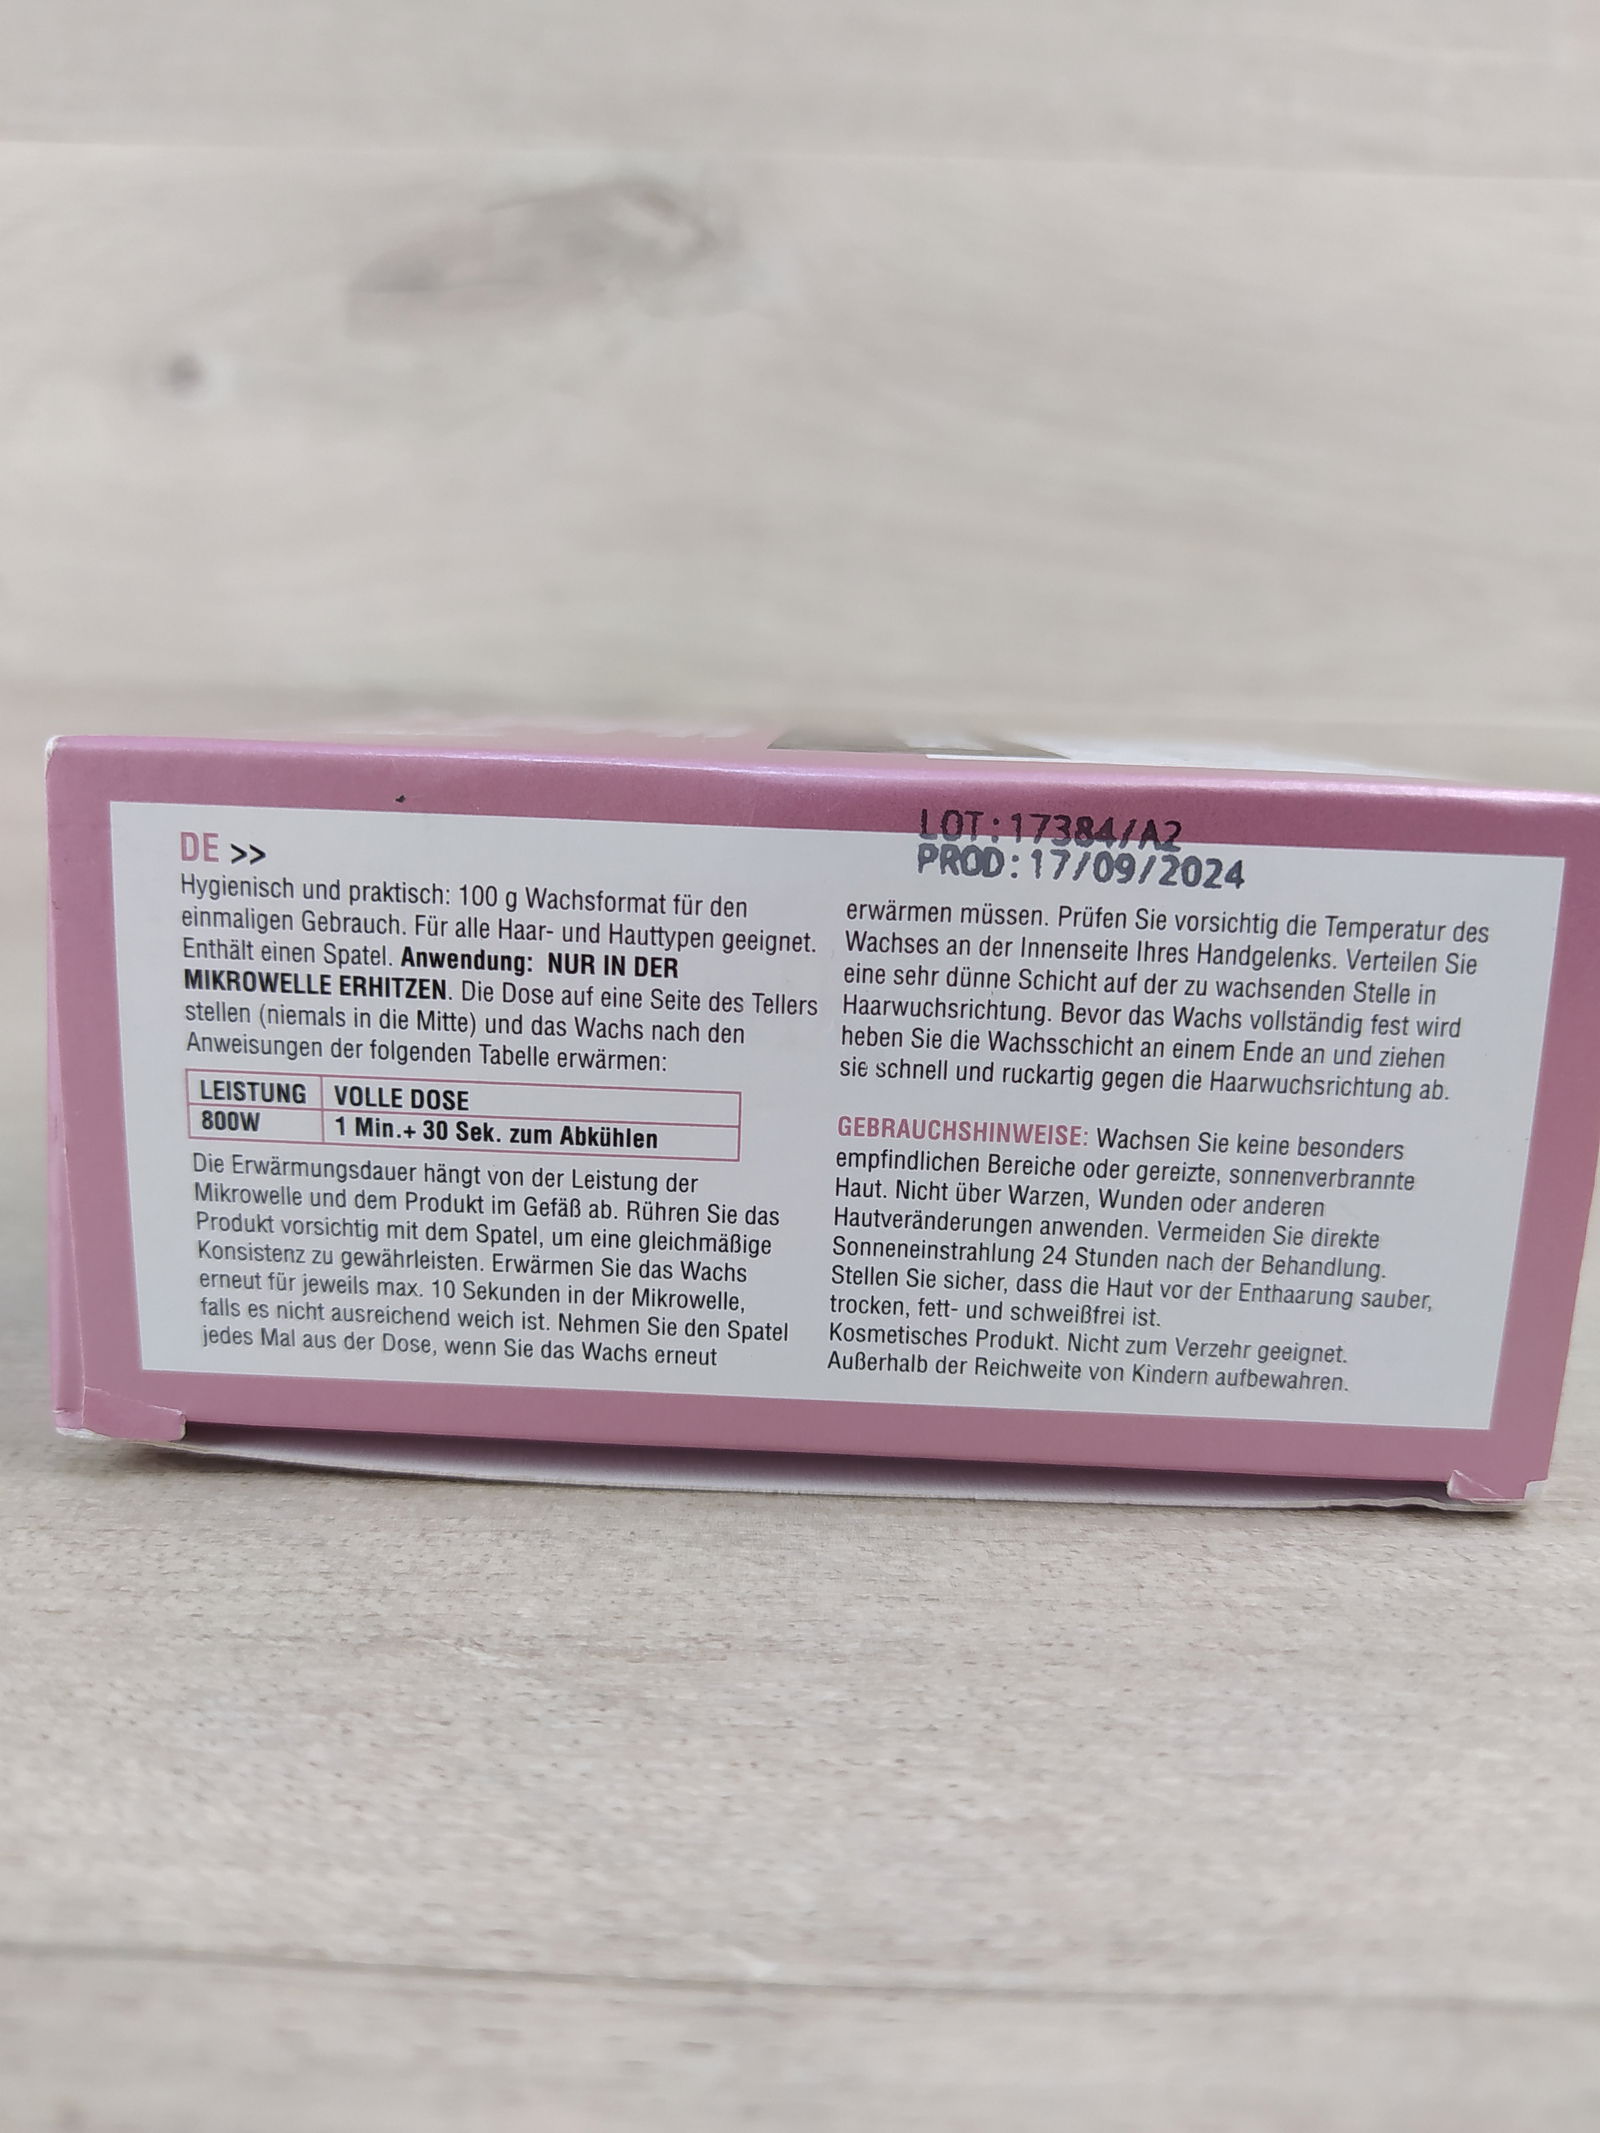 DE >>
Hygienisch und praktisch: 100 g Wachsformat für den
einmaligen Gebrauch. Für alle Haar- und Hauttypen geeignet.
Enthält einen Spatel. Anwendung: NUR IN DER
MIKROWELLE ERHITZEN. Die Dose auf eine Seite des Tellers
stellen (niemals in die Mitte) und das Wachs nach den
Anweisungen der folgenden Tabelle erwärmen:
LEISTUNG VOLLE DOSE
800W 1 Min.+ 30 Sek. zum Abkühlen
Die Erwärmungsdauer hängt von der Leistung der
Mikrowelle und dem Produkt im Gefäß ab. Rühren Sie das
Produkt vorsichtig mit dem Spatel, um eine gleichmäßige
Konsistenz zu gewährleisten. Erwärmen Sie das Wachs
erneut für jeweils max. 10 Sekunden in der Mikrowelle,
falls es nicht ausreichend weich ist. Nehmen Sie den Spatel
jedes Mal aus der Dose, wenn Sie das Wachs erneut
LOT:17384/A2
PROD:17/09/2024
erwärmen müssen. Prüfen Sie vorsichtig die Temperatur des
Wachses an der Innenseite Ihres Handgelenks. Verteilen Sie
eine sehr dünne Schicht auf der zu wachsenden Stelle in
Haarwuchsrichtung. Bevor das Wachs vollständig fest wird
heben Sie die Wachsschicht an einem Ende an und ziehen
sie schnell und ruckartig gegen die Haarwuchsrichtung ab.
GEBRAUCHSHINWEISE: Wachsen Sie keine besonders
empfindlichen Bereiche oder gereizte, sonnenverbrannte
Haut. Nicht über Warzen, Wunden oder anderen
Hautveränderungen anwenden. Vermeiden Sie direkte
Sonneneinstrahlung 24 Stunden nach der Behandlung.
Stellen Sie sicher, dass die Haut vor der Enthaarung sauber,
trocken, fett- und schweißfrei ist.
Kosmetisches Produkt. Nicht zum Verzehr geeignet.
Außerhalb der Reichweite von Kindern aufbewahren.